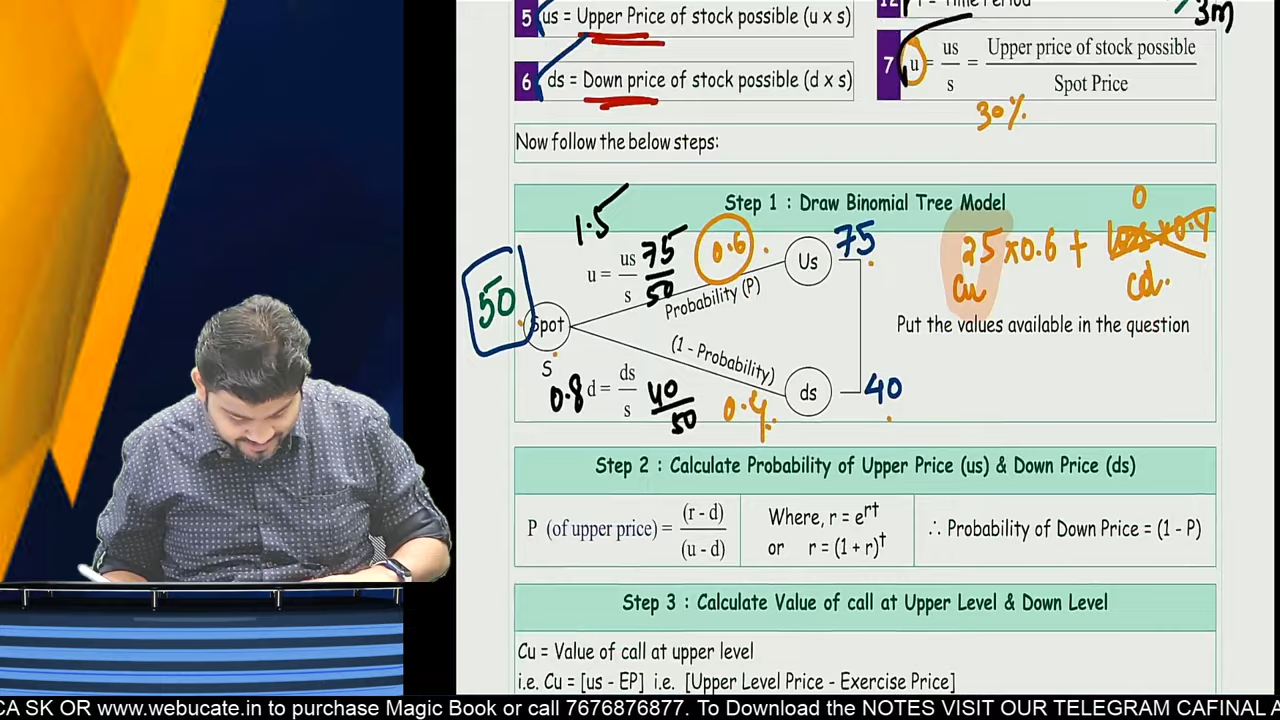 5 us = Upper Price of stock possible (u x s)
3m
6 ds = Down price of stock possible (d x s)
7 u = us / s = Upper price of stock possible / Spot Price
30%
Now follow the below steps:
Step 1 : Draw Binomial Tree Model
1.5
u = us / s 75 / 50
0.6
Probability (P)
Us
75
25 x 0.6 +
0
Cu
Cd
50
Spot
S
Put the values available in the question
(1 - Probability)
0.8 d = ds / s 40 / 50
0.4
ds
40
Step 2 : Calculate Probability of Upper Price (us) & Down Price (ds)
P (of upper price) = (r - d) / (u - d)
Where, r = e^rt
or r = (1 + r)^t
∴ Probability of Down Price = (1 - P)
Step 3 : Calculate Value of call at Upper Level & Down Level
Cu = Value of call at upper level
i.e. Cu = [us - EP] i.e. [Upper Level Price - Exercise Price]
CA SK OR www.webucate.in to purchase Magic Book or call 7676876877. To Download the NOTES VISIT OUR TELEGRAM CAFINAL